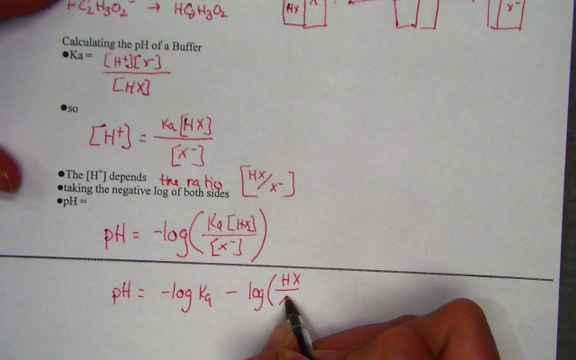 + C₂H₃O₂⁻ → HC₂H₃O₂
HX X⁻
Calculating the pH of a Buffer
•Ka = [H⁺][X⁻] / [HX]
•so
[H⁺] = Ka [HX] / [X⁻]
•The [H⁺] depends the ratio [HX/X⁻]
•taking the negative log of both sides
•pH =
pH = -log(Ka [HX] / [X⁻])
pH = -log Ka - log(HX /